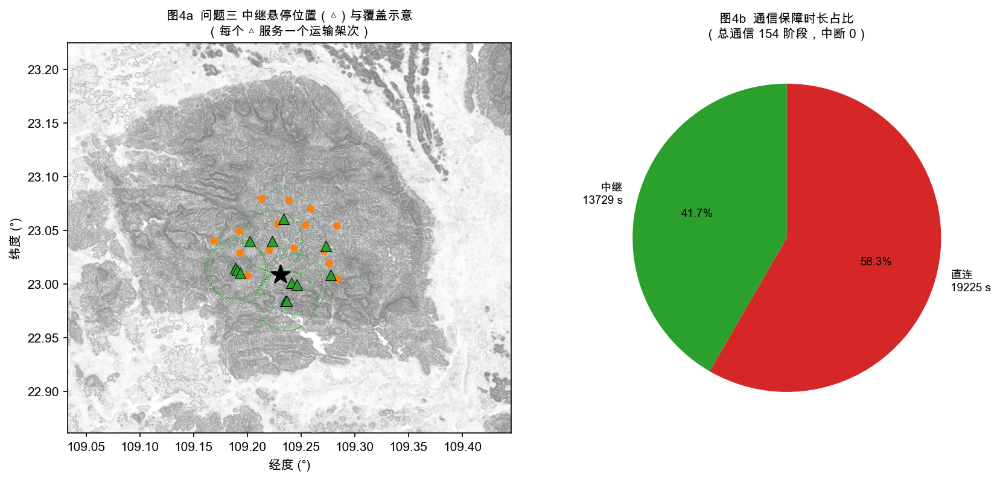 图4a 问题三 中继悬停位置 ( △ ) 与覆盖示意
( 每个 △ 服务一个运输架次 )
23.20
23.15
23.10
23.05
23.00
22.95
22.90
纬度 (°)
109.05 109.10 109.15 109.20 109.25 109.30 109.35 109.40
经度 (°)
图4b 通信保障时长占比
( 总通信 154 阶段 , 中断 0 )
中继
13729 s
41.7%
58.3%
直连
19225 s